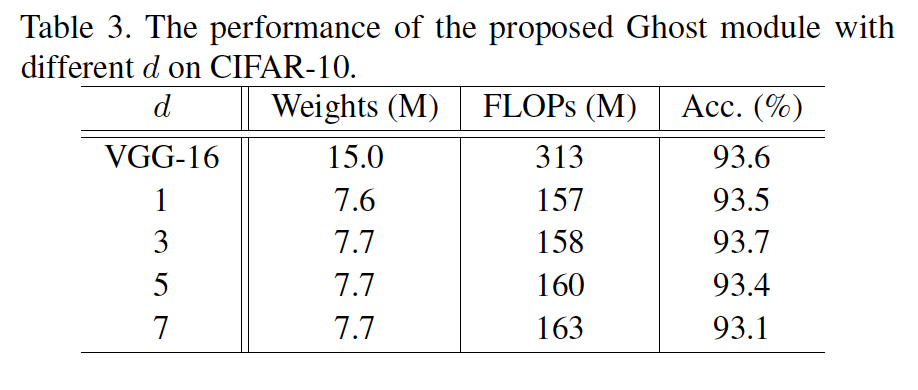 Table 3. The performance of the proposed Ghost module with
different d on CIFAR-10.
d Weights (M) FLOPs (M) Acc. (%)
VGG-16 15.0 313 93.6
1 7.6 157 93.5
3 7.7 158 93.7
5 7.7 160 93.4
7 7.7 163 93.1